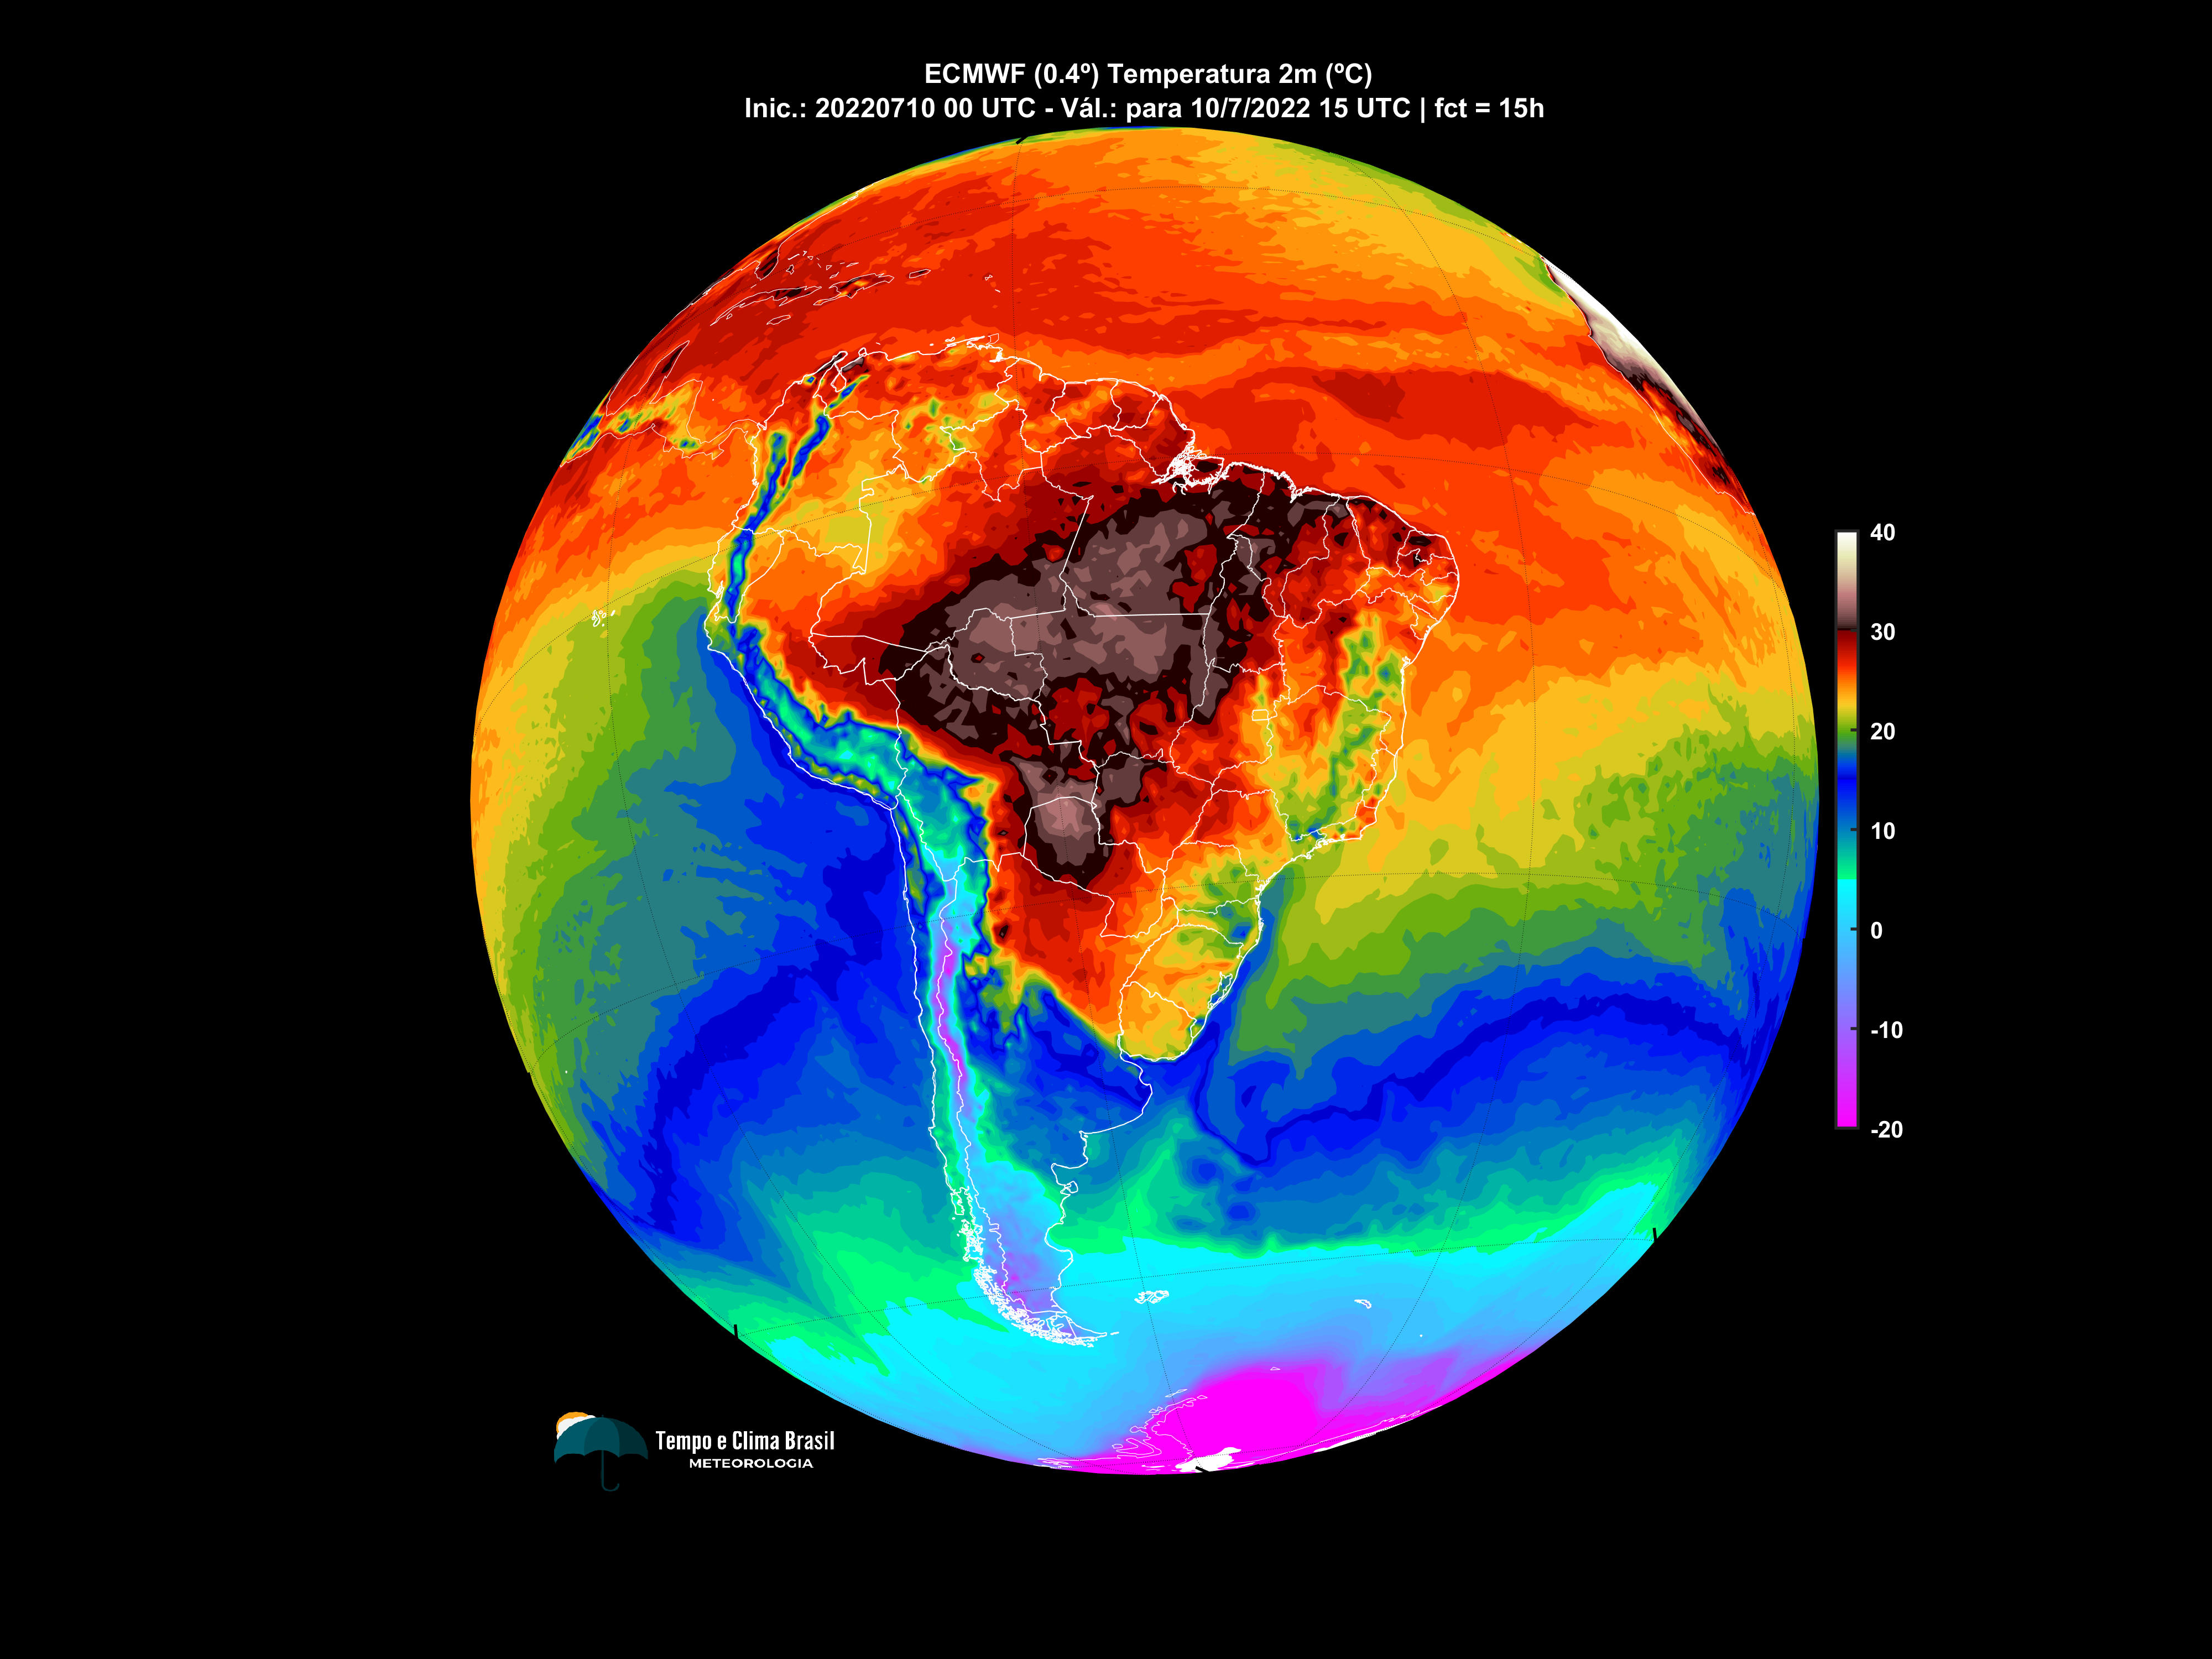 ECMWF (0.4º) Temperatura 2m (ºC)
Inic.: 20220710 00 UTC - Vál.: para 10/7/2022 15 UTC | fct = 15h
40
30
20
10
0
-10
-20
Tempo e Clima Brasil
METEOROLOGIA